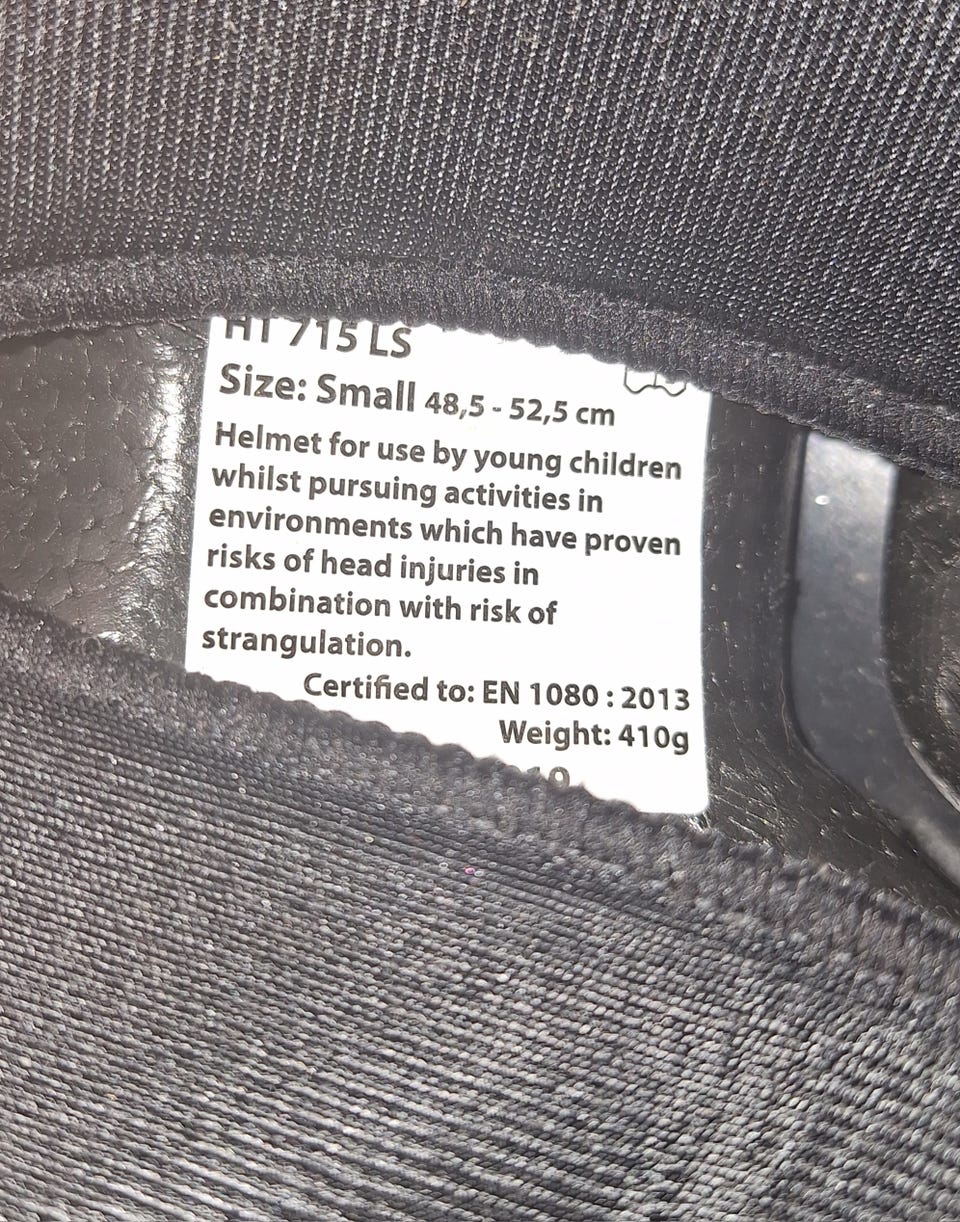 HT 715 LS
Size: Small 48,5 - 52,5 cm
Helmet for use by young children
whilst pursuing activities in
environments which have proven
risks of head injuries in
combination with risk of
strangulation.
Certified to: EN 1080 : 2013
Weight: 410g